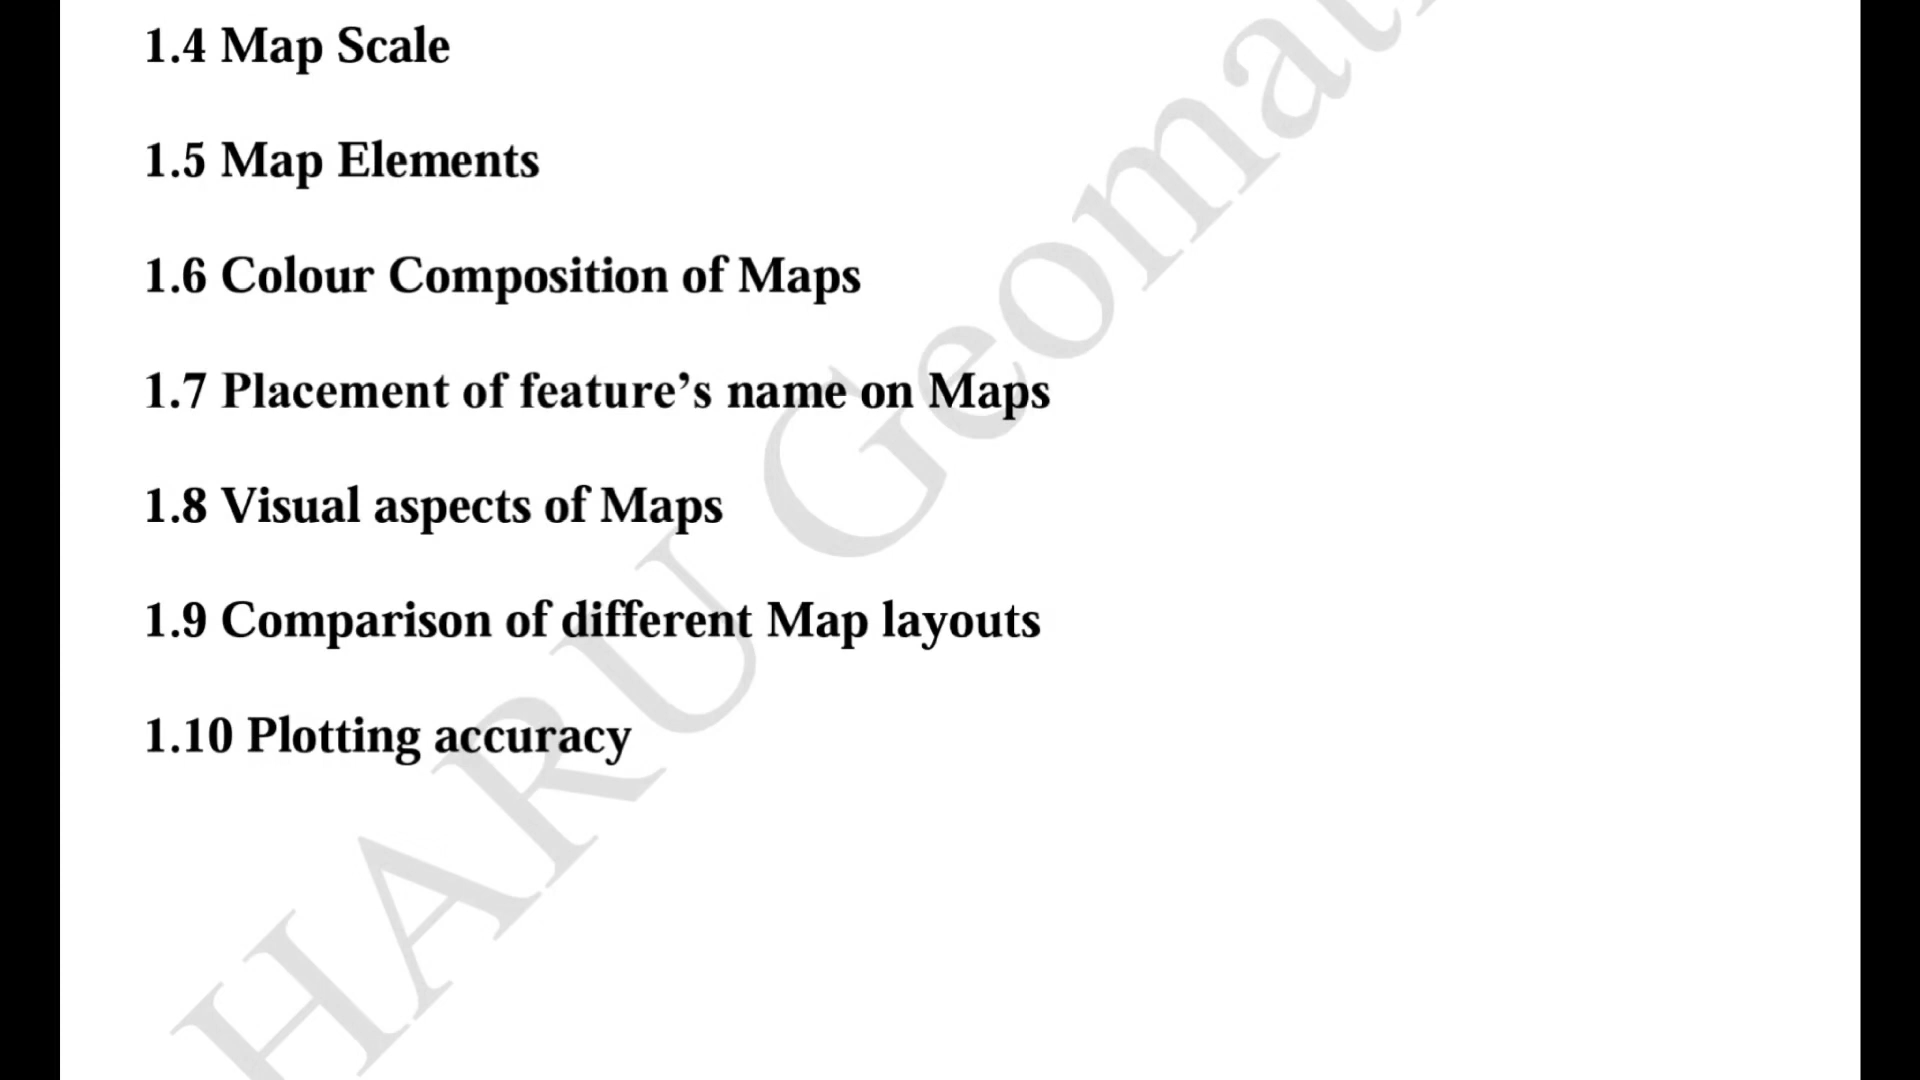 1.4 Map Scale
1.5 Map Elements
1.6 Colour Composition of Maps
1.7 Placement of feature’s name on Maps
1.8 Visual aspects of Maps
1.9 Comparison of different Map layouts
1.10 Plotting accuracy
HARU